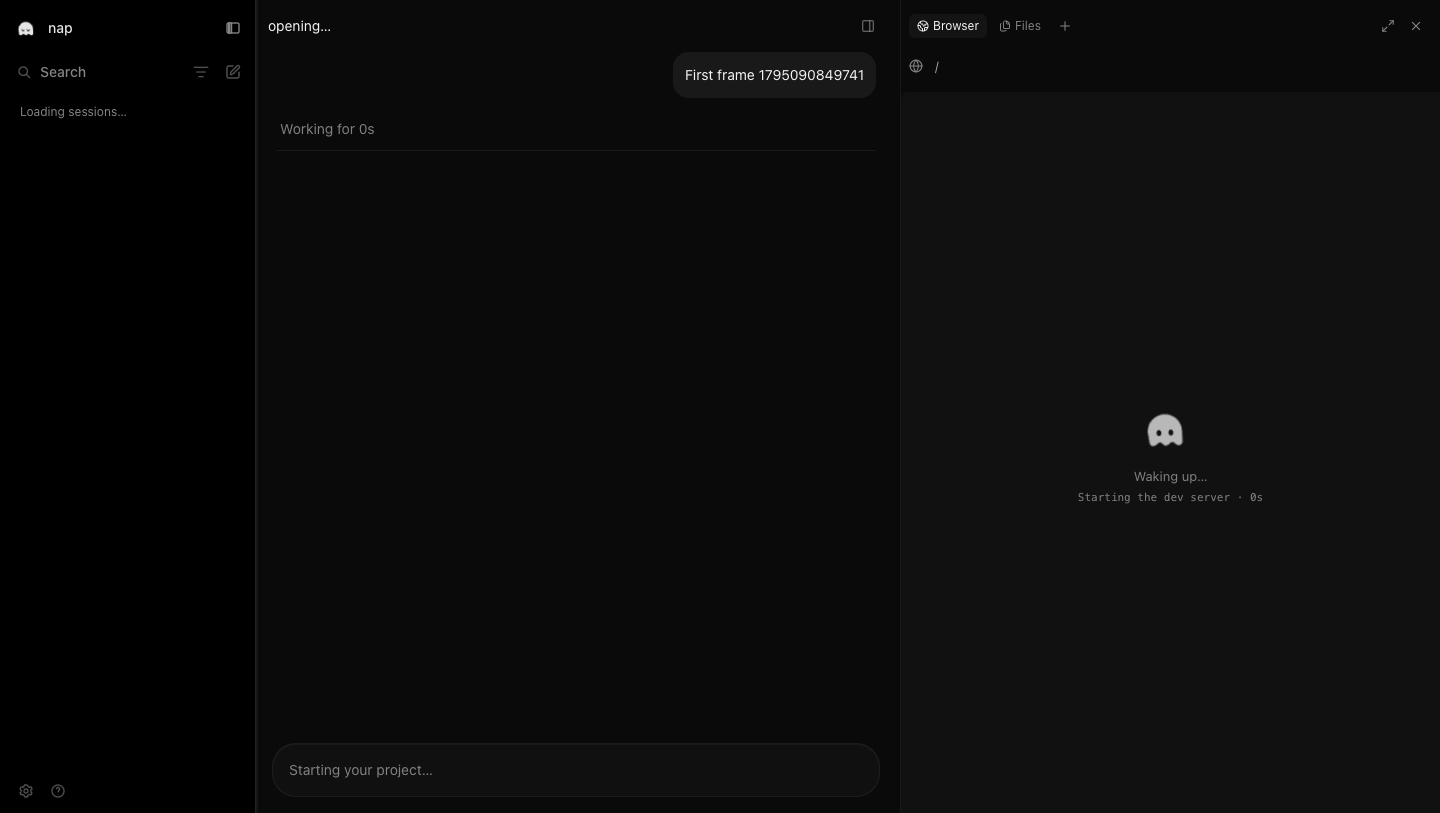 nap
Search
Loading sessions…
opening…
First frame 1795090849741
Working for 0s
Starting your project…
Browser
Files
/
Waking up…
Starting the dev server · 0s